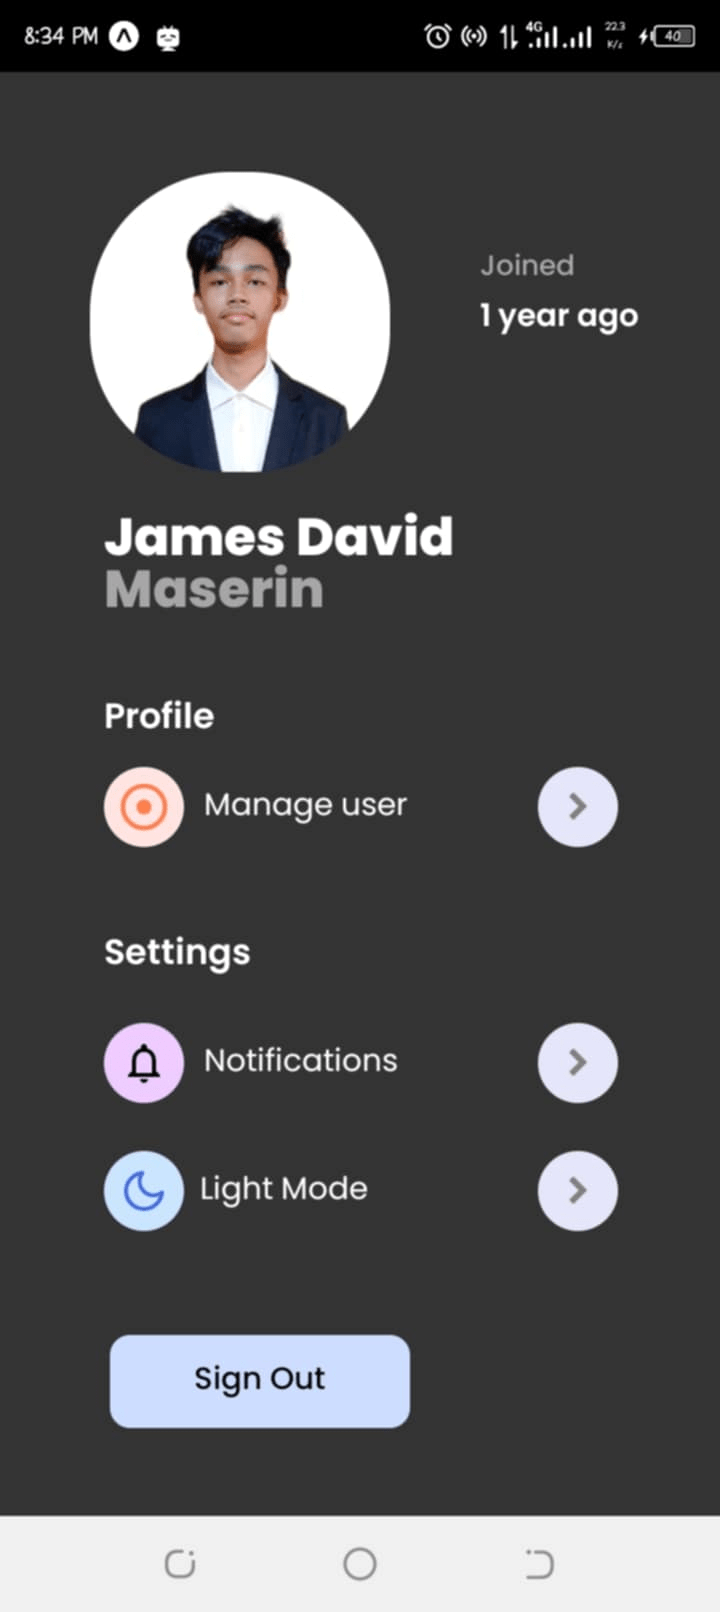 8:34 PM
4G
22.3
K/s
40
Joined
1 year ago
James David
Maserin
Profile
Manage user
Settings
Notifications
Light Mode
Sign Out